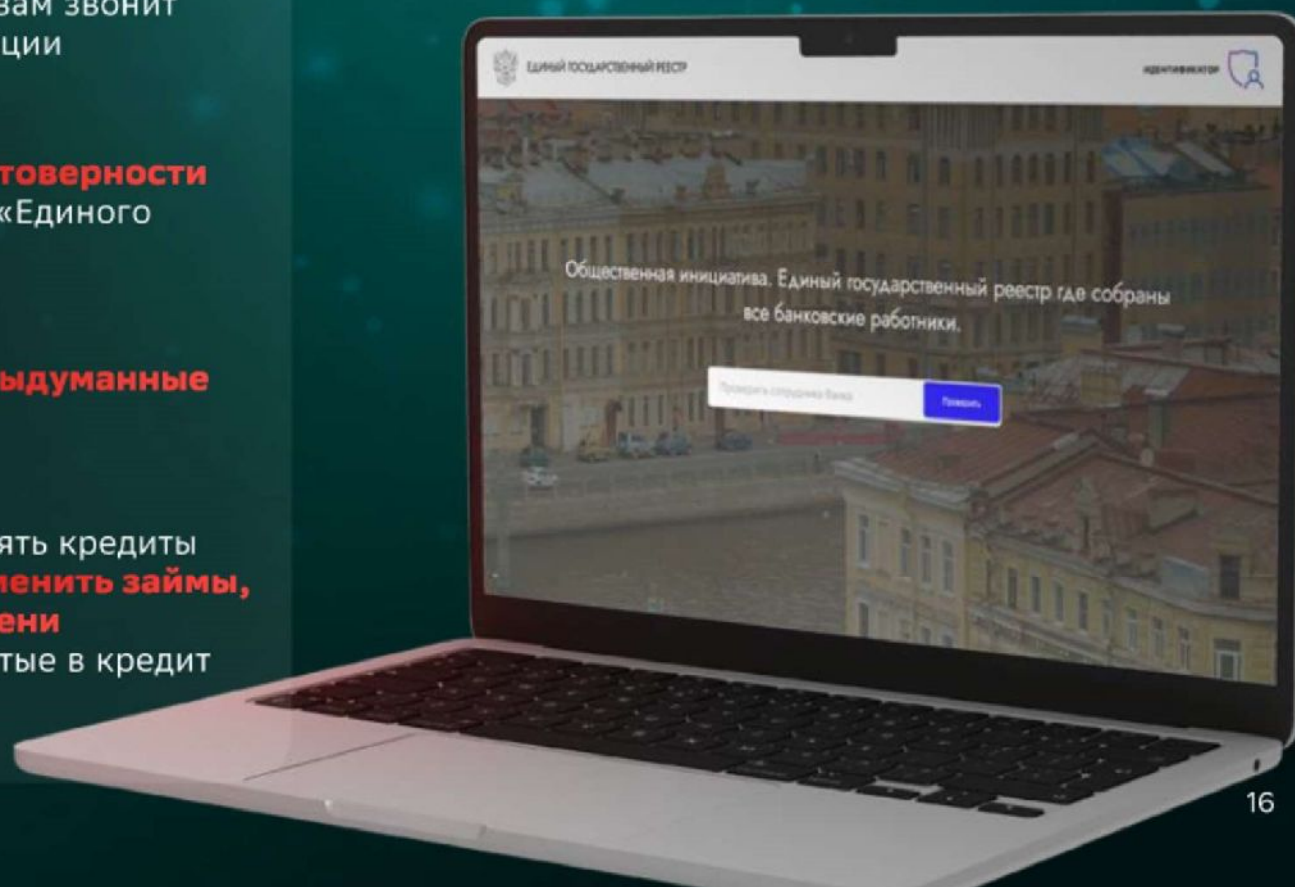 вам звонит
ции
товерности
«Единого
ыдуманные
ять кредиты
менить займы,
ени
тые в кредит
ЕДИНЫЙ ГОСУДАРСТВЕННЫЙ РЕЕСТР
ИДЕНТИФИКАТОР
Общественная инициатива. Единый государственный реестр где собраны
все банковские работники.
Проверить сотрудника банка
Проверить
16